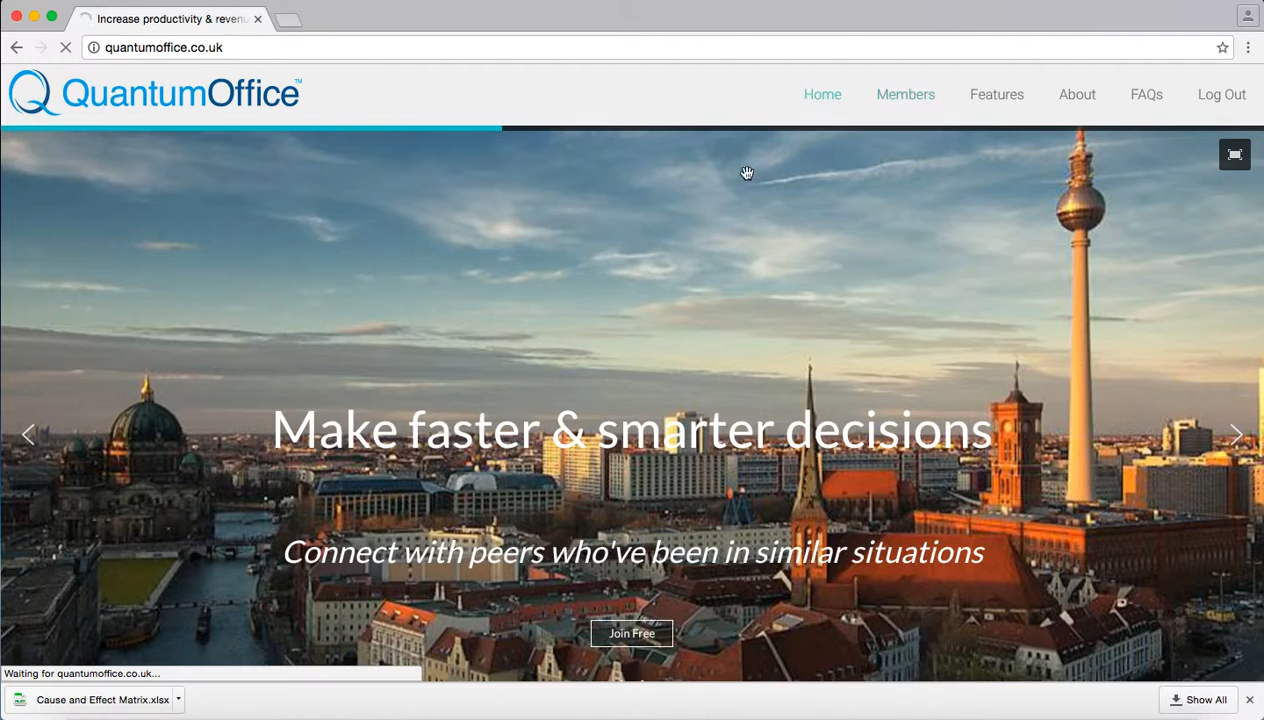 Increase productivity & revenu
quantumoffice.co.uk
QuantumOffice™
Home Members Features About FAQs Log Out
Make faster & smarter decisions
Connect with peers who've been in similar situations
Join Free
Waiting for quantumoffice.co.uk...
Cause and Effect Matrix.xlsx
Show All